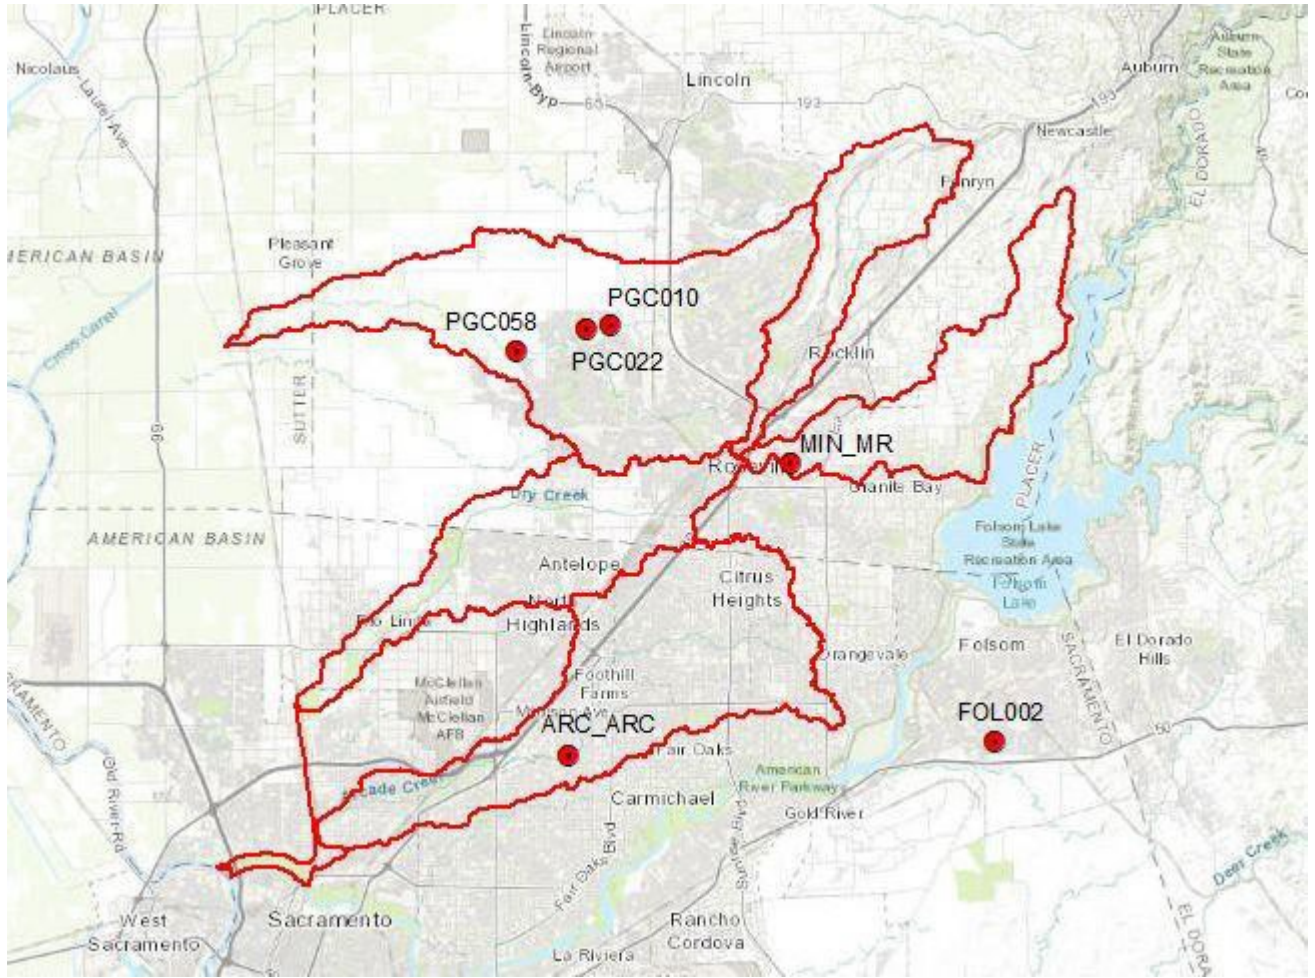 PLACER
Nicolaus
Laurel Ave
Lincoln-Byp
Lincoln
Regional
Airport
Lincoln
65
193
Auburn
Auburn
State
Recreation
Area
193
Newcastle
EL DORADO
Penryn
AMERICAN BASIN
Pleasant
Grove
Cross Canal
SUTTER
99
PGC010
PGC058
PGC022
Rocklin
MIN_MR
Roseville
Granite Bay
PLACER
Dry Creek
AMERICAN BASIN
Folsom Lake
State
Recreation Area
Folsom
Lake
Antelope
Citrus
Heights
North
Highlands
Rio Linda
Orangevale
Folsom
El Dorado
Hills
SACRAMENTO
Foothill
Farms
McClellan
Airfield
McClellan
AFB
Madison Ave
ARC_ARC
FOL002
50
Fair Oaks
SACRAMENTO
Old River Rd
Arcade Creek
American
River Parkway
Carmichael
Gold River
Fair Oaks Blvd
Sunrise Blvd
Deer Creek
West
Sacramento
Sacramento
Rancho
Cordova
La Riviera
EL DORA